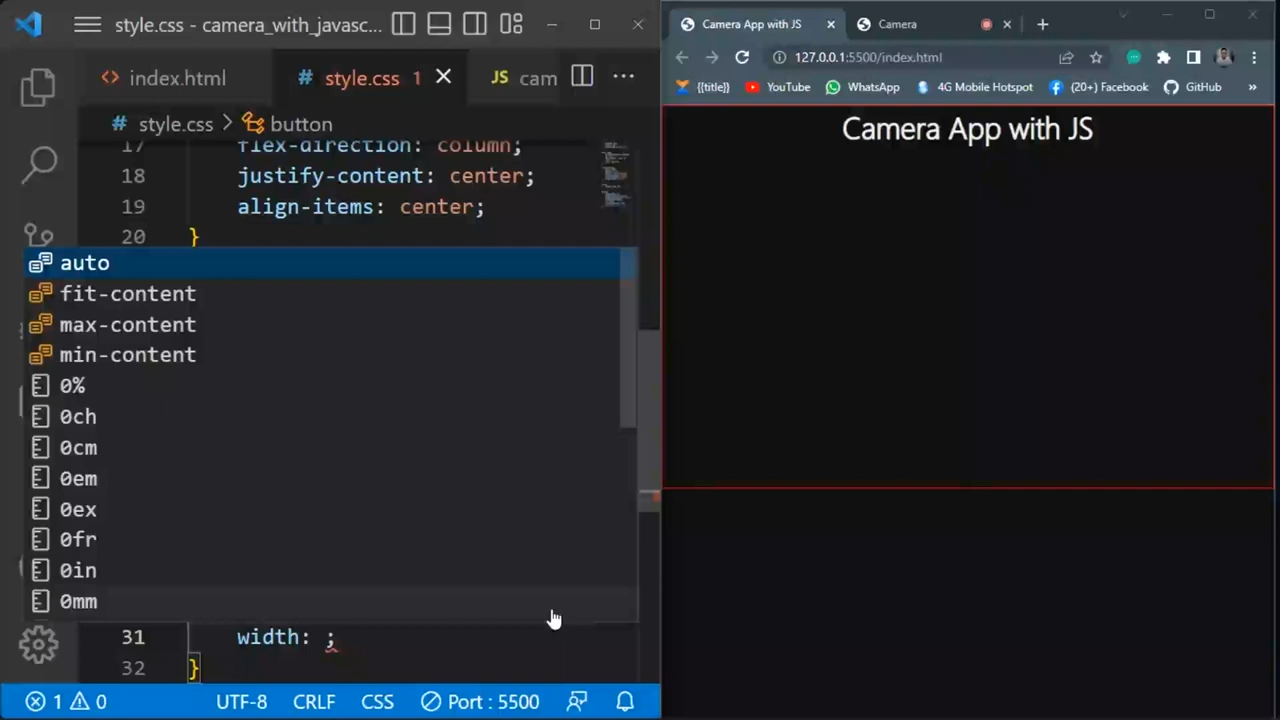 style.css - camera_with_javasc...
index.html
# style.css 1
JS cam
# style.css > button
17 flex-direction: column;
18 justify-content: center;
19 align-items: center;
20 }
auto
fit-content
max-content
min-content
0%
0ch
0cm
0em
0ex
0fr
0in
0mm
31 width: ;
32 }
1 0 UTF-8 CRLF CSS Port : 5500
Camera App with JS
Camera
127.0.0.1:5500/index.html
{{title}} YouTube WhatsApp 4G Mobile Hotspot (20+) Facebook GitHub »
Camera App with JS